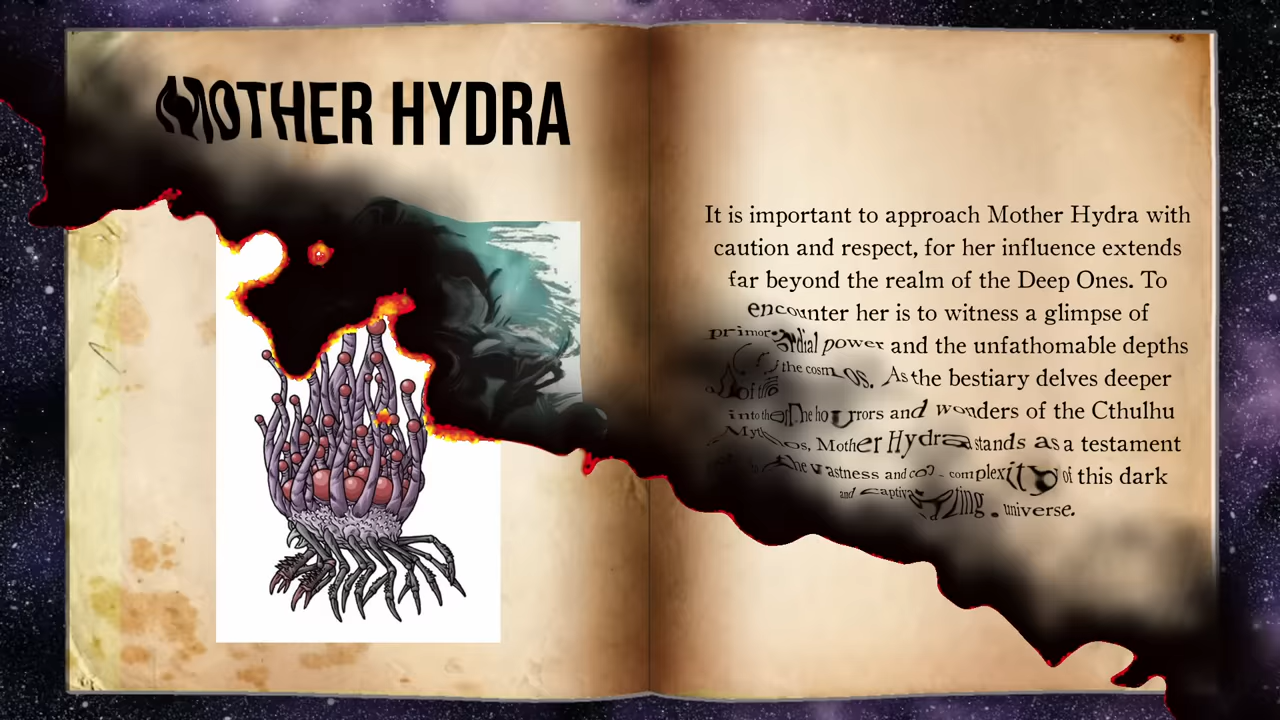 MOTHER HYDRA
It is important to approach Mother Hydra with
caution and respect, for her influence extends
far beyond the realm of the Deep Ones. To
encounter her is to witness a glimpse of
primordial power and the unfathomable depths
the cosmos. As the bestiary delves deeper
into the horrors and wonders of the Cthulhu
Mythos, Mother Hydra stands as a testament
the vastness and complexity of this dark
and captivating universe.